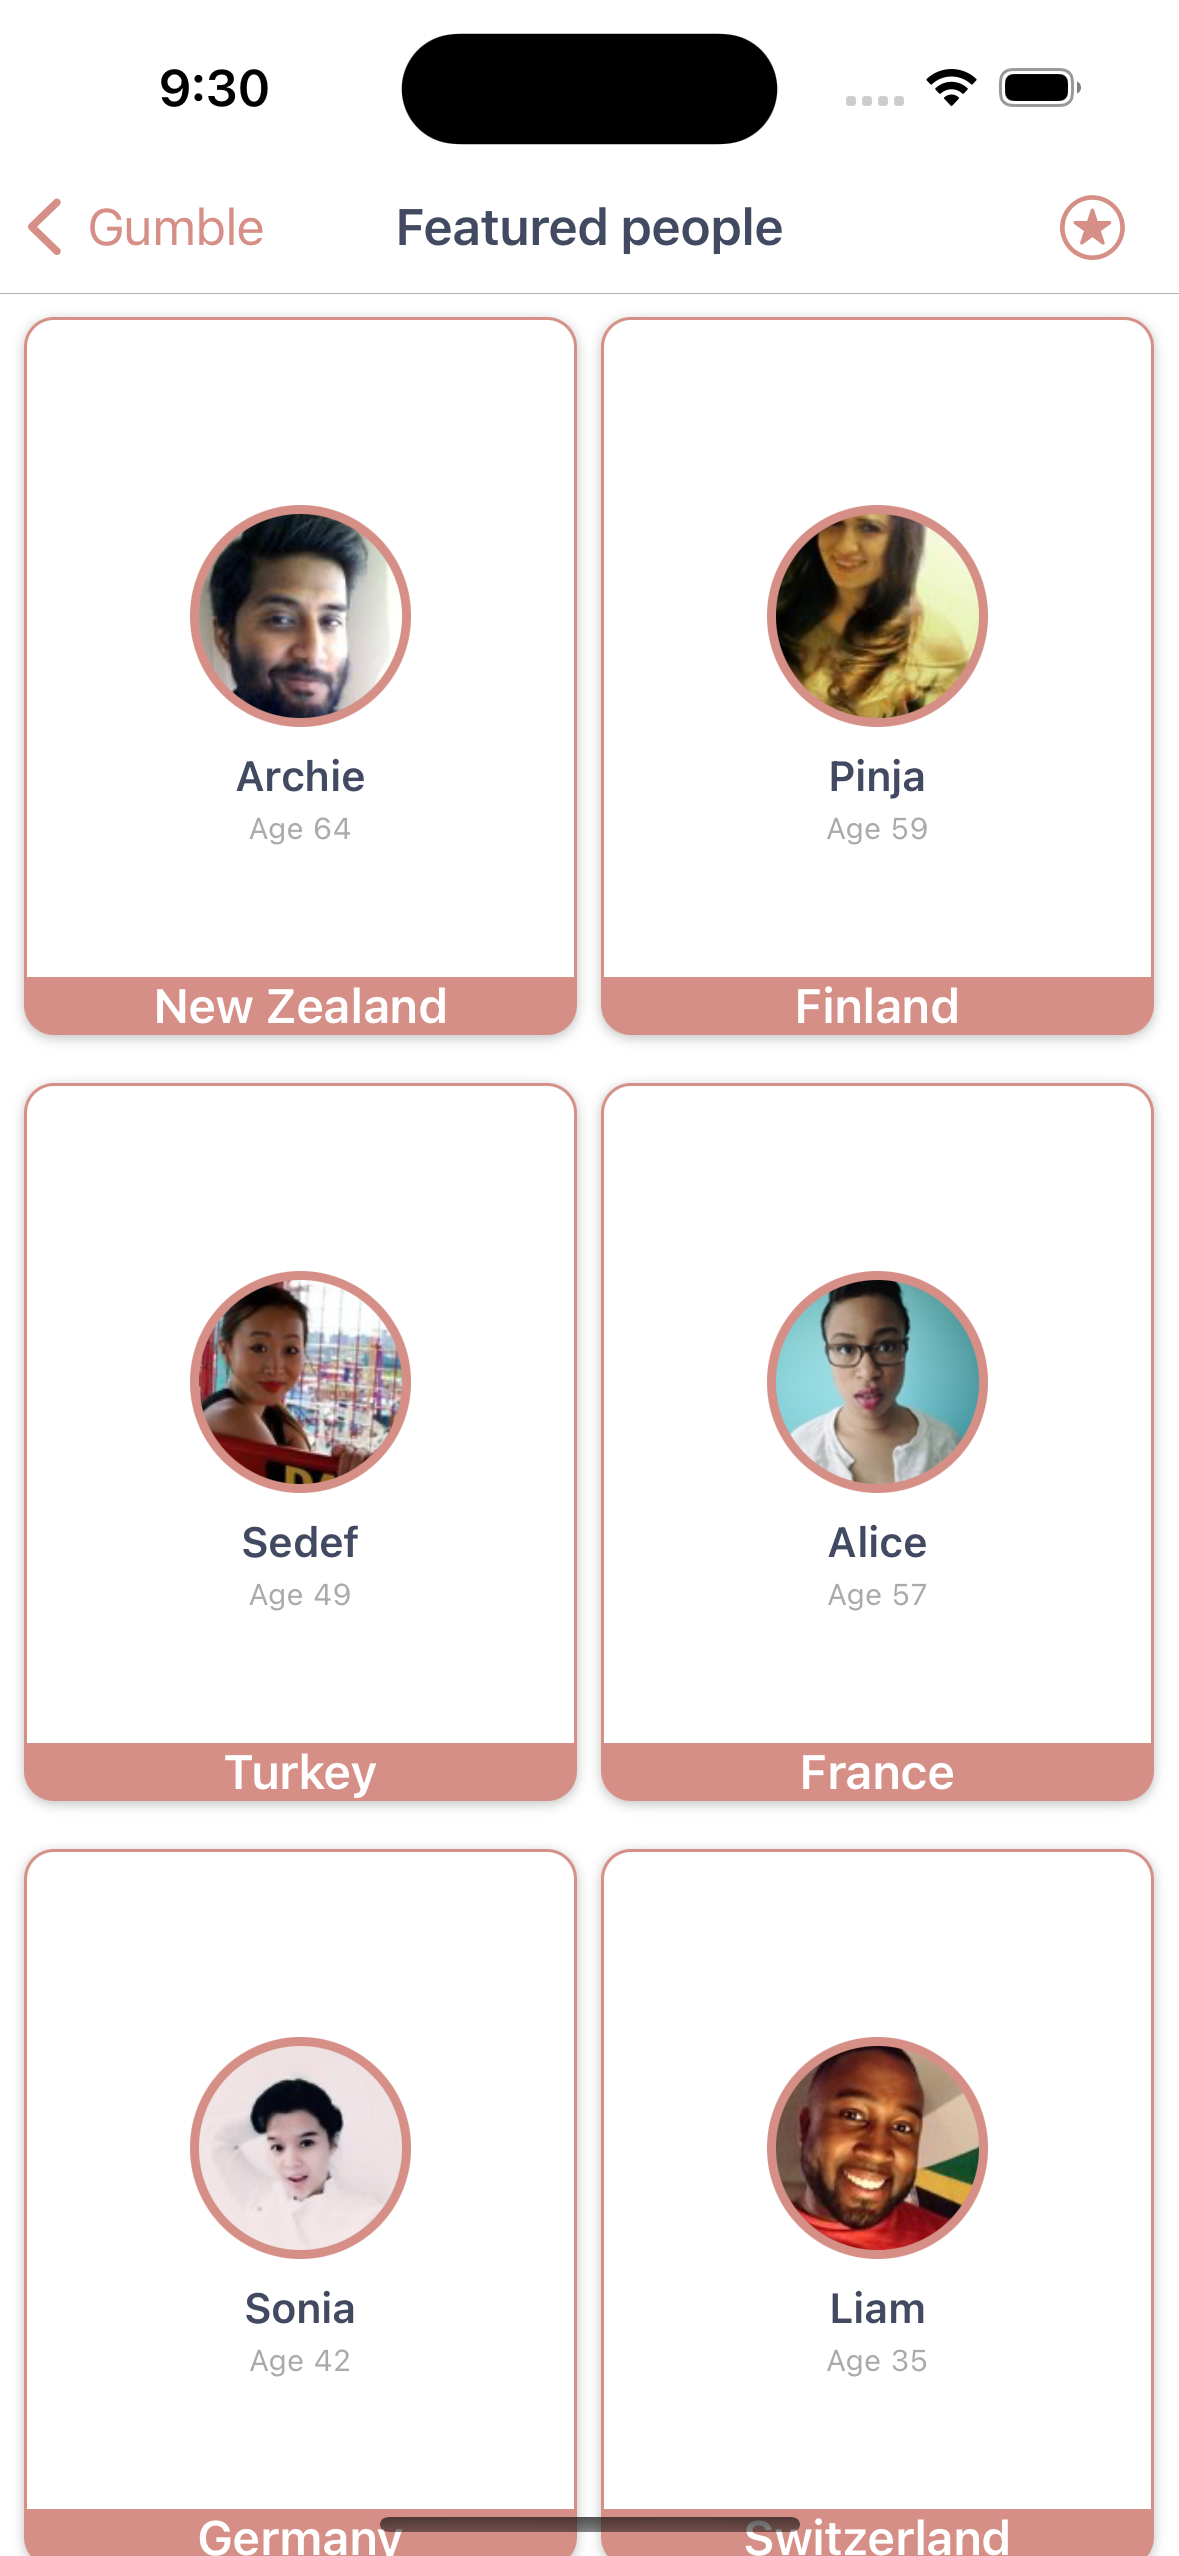 9:30
Gumble
Featured people
Archie
Age 64
New Zealand
Pinja
Age 59
Finland
Sedef
Age 49
Turkey
Alice
Age 57
France
Sonia
Age 42
Germany
Liam
Age 35
Switzerland